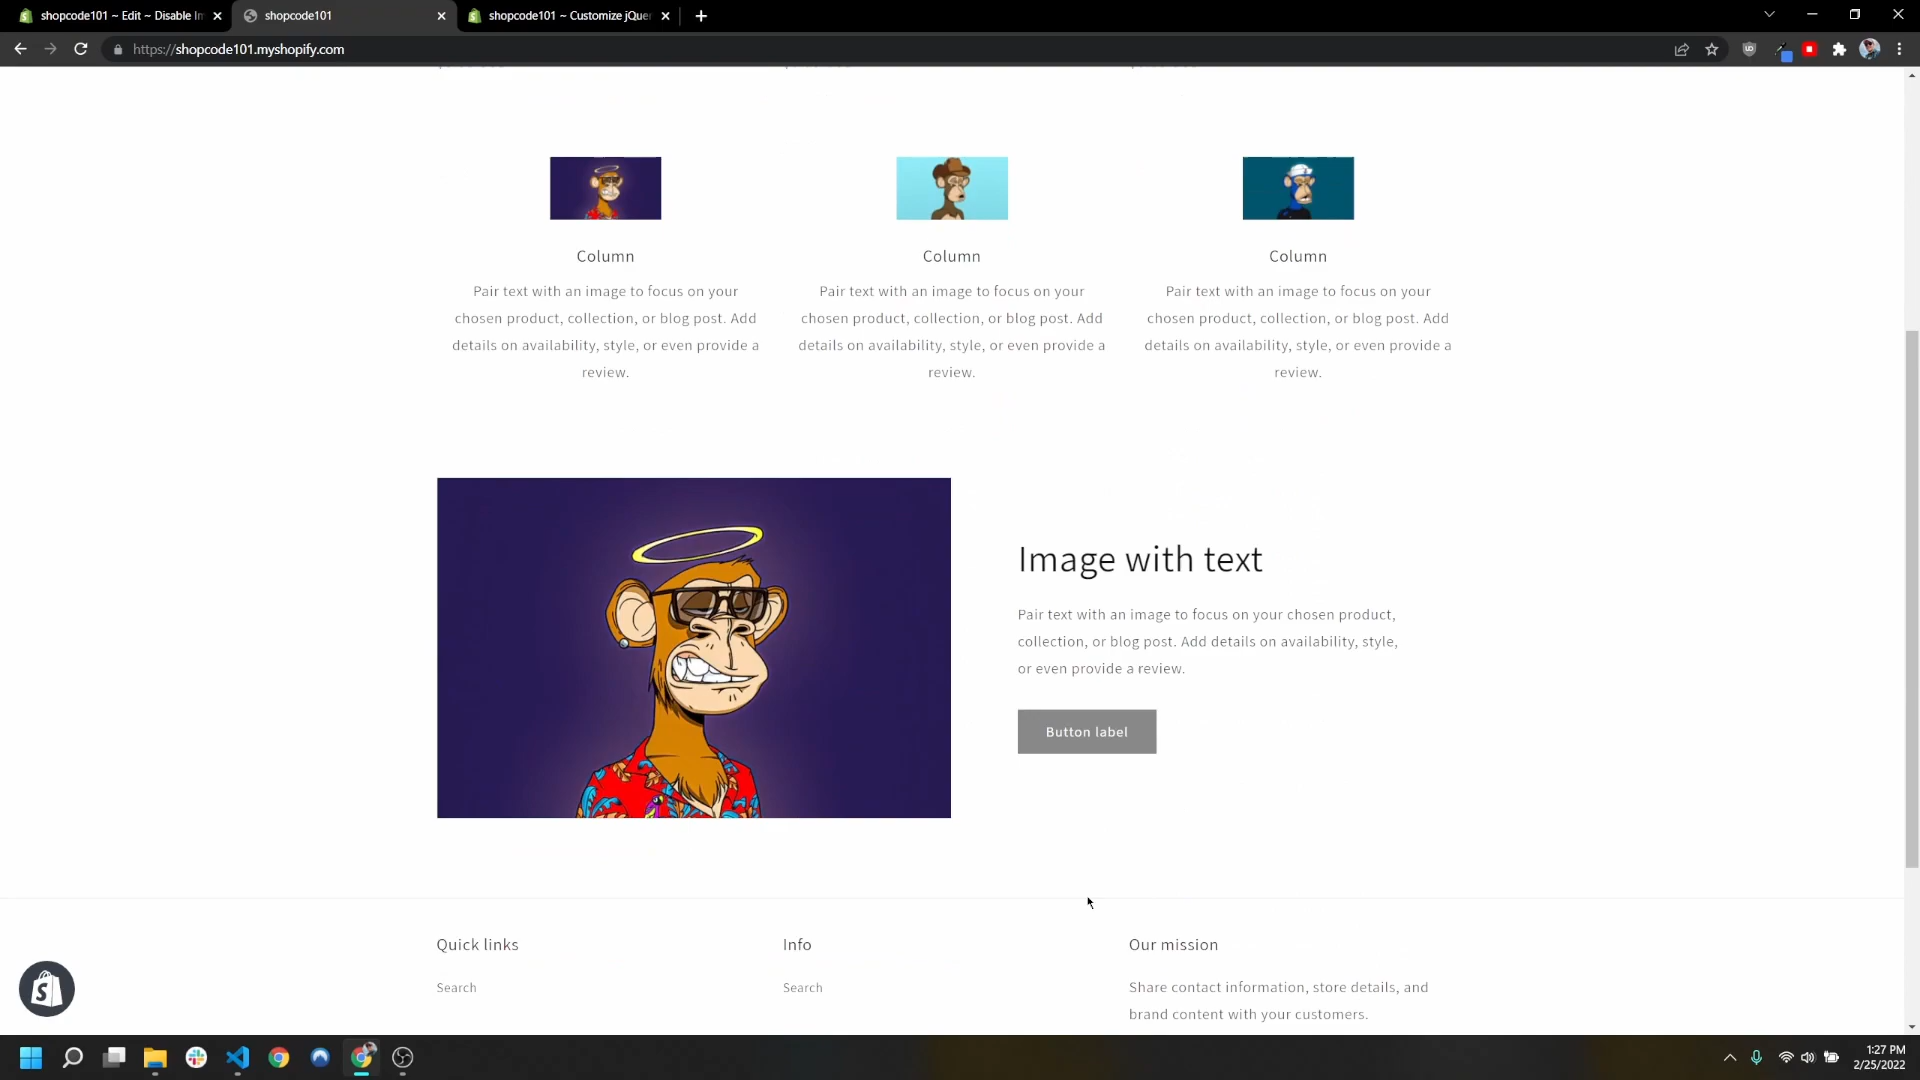 shopcode101 ~ Edit ~ Disable Im
shopcode101
shopcode101 ~ Customize jQuer
https://shopcode101.myshopify.com
Column
Pair text with an image to focus on your
chosen product, collection, or blog post. Add
details on availability, style, or even provide a
review.
Column
Pair text with an image to focus on your
chosen product, collection, or blog post. Add
details on availability, style, or even provide a
review.
Column
Pair text with an image to focus on your
chosen product, collection, or blog post. Add
details on availability, style, or even provide a
review.
Image with text
Pair text with an image to focus on your chosen product,
collection, or blog post. Add details on availability, style,
or even provide a review.
Button label
Quick links
Search
Info
Search
Our mission
Share contact information, store details, and
brand content with your customers.
1:27 PM
2/25/2022